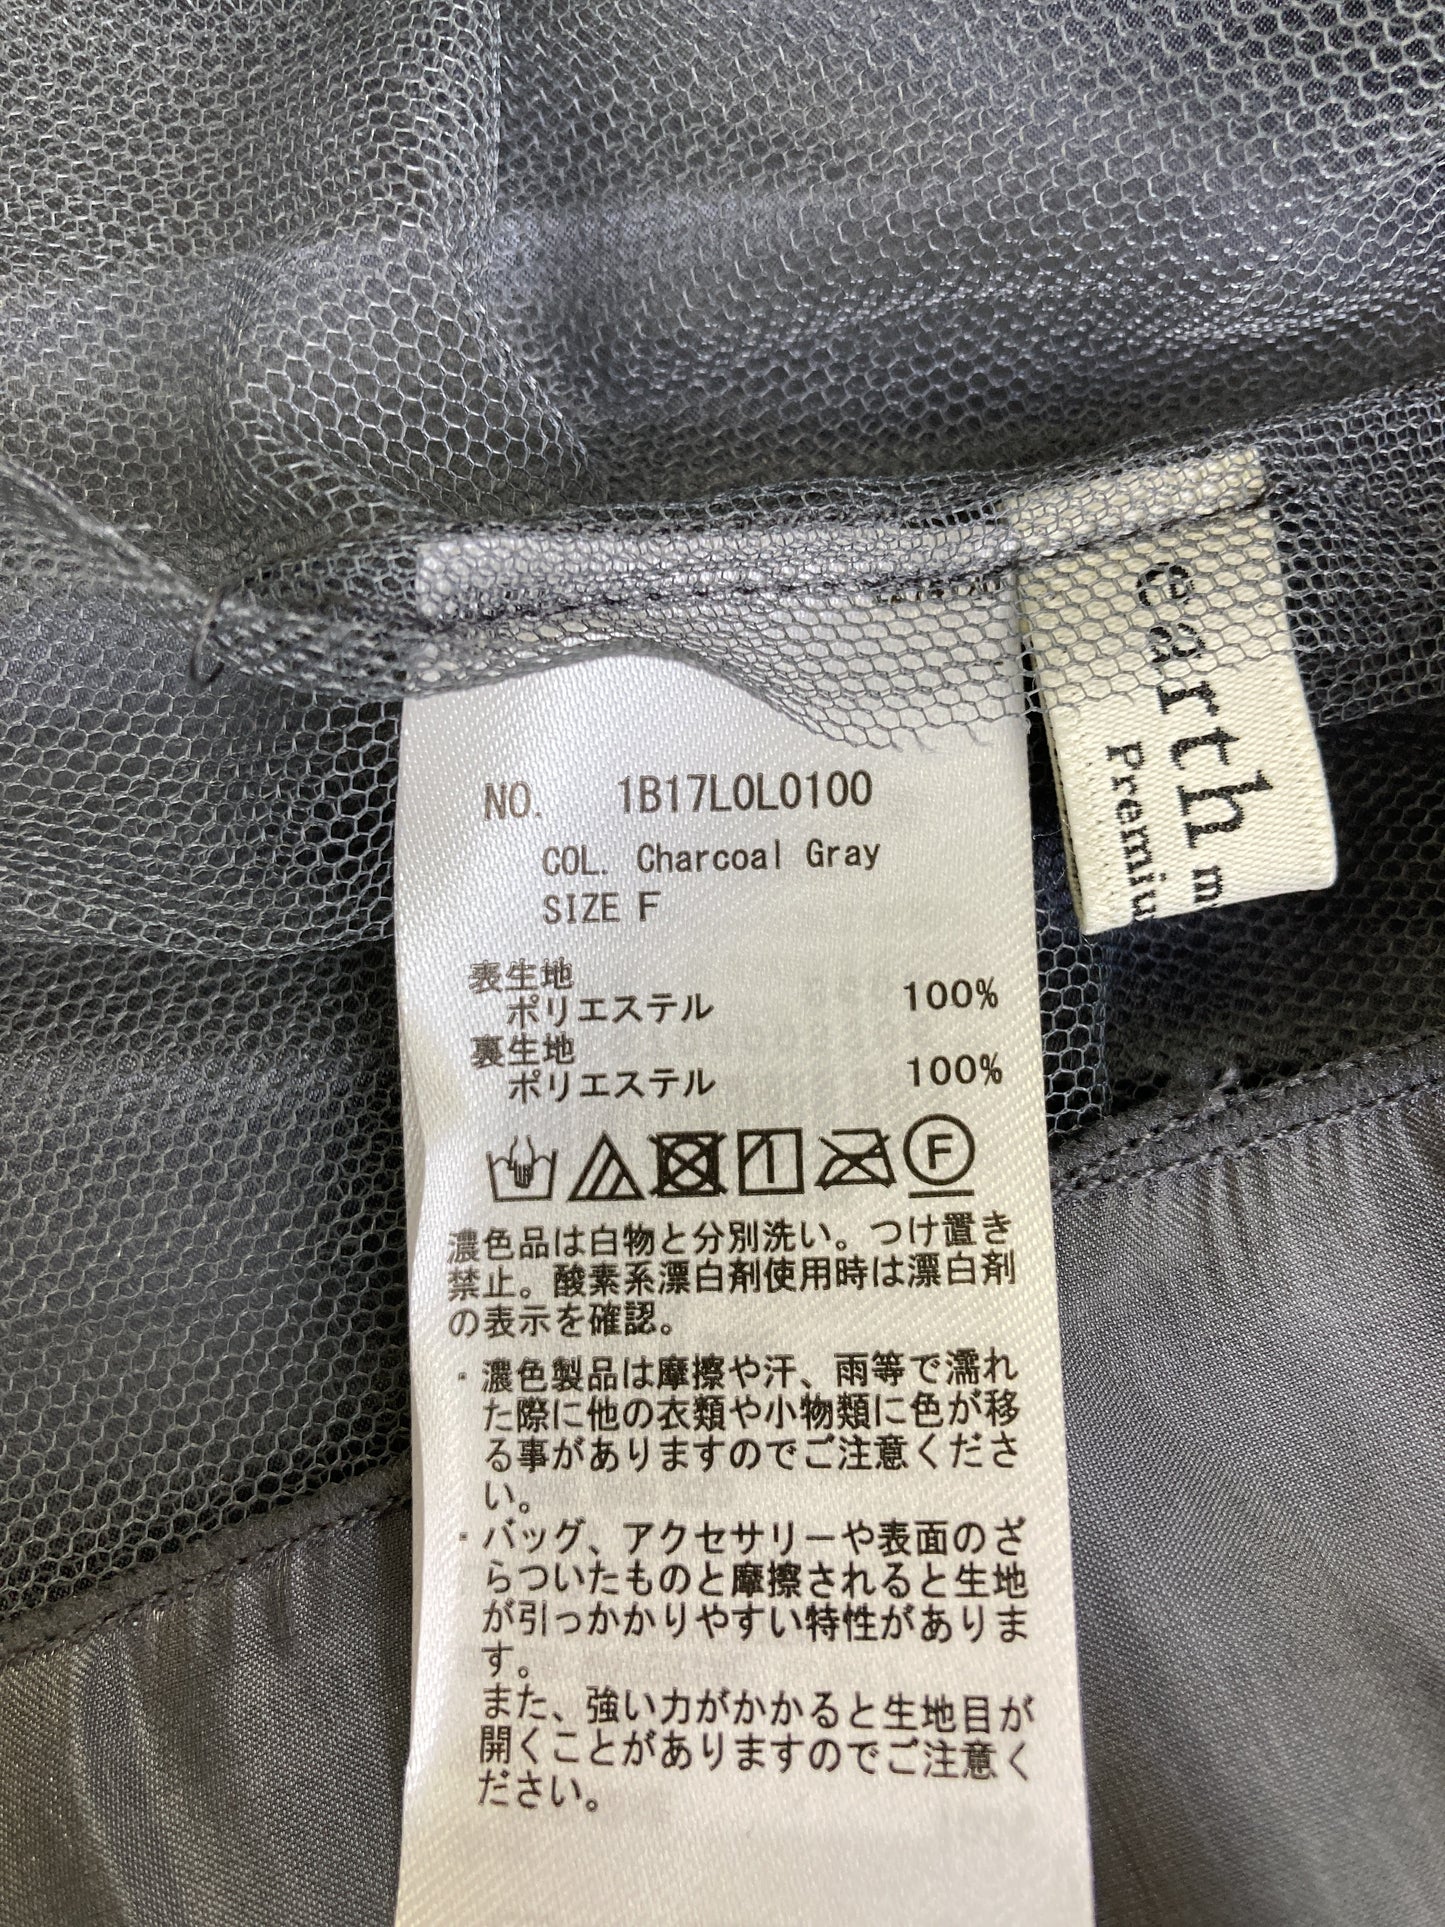 earth m
Premiu
NO. 1B17L0L0100
COL. Charcoal Gray
SIZE F
表生地
ポリエステル 100%
裏生地
ポリエステル 100%
F
濃色品は白物と分別洗い。つけ置き
禁止。酸素系漂白剤使用時は漂白剤
の表示を確認。
・濃色製品は摩擦や汗、雨等で濡れ
た際に他の衣類や小物類に色が移
る事がありますのでご注意くださ
い。
・バッグ、アクセサリーや表面のざ
らついたものと摩擦されると生地
が引っかかりやすい特性がありま
す。
また、強い力がかかると生地目が
開くことがありますのでご注意く
ださい。